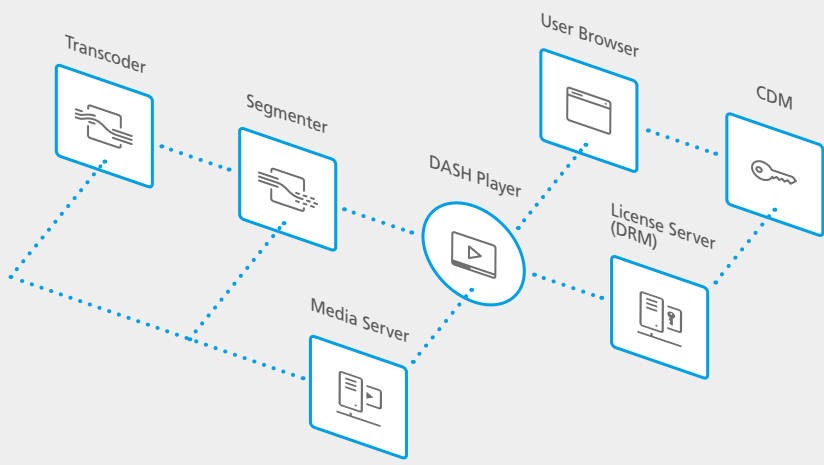 Transcoder
Segmenter
DASH Player
User Browser
CDM
License Server
(DRM)
Media Server